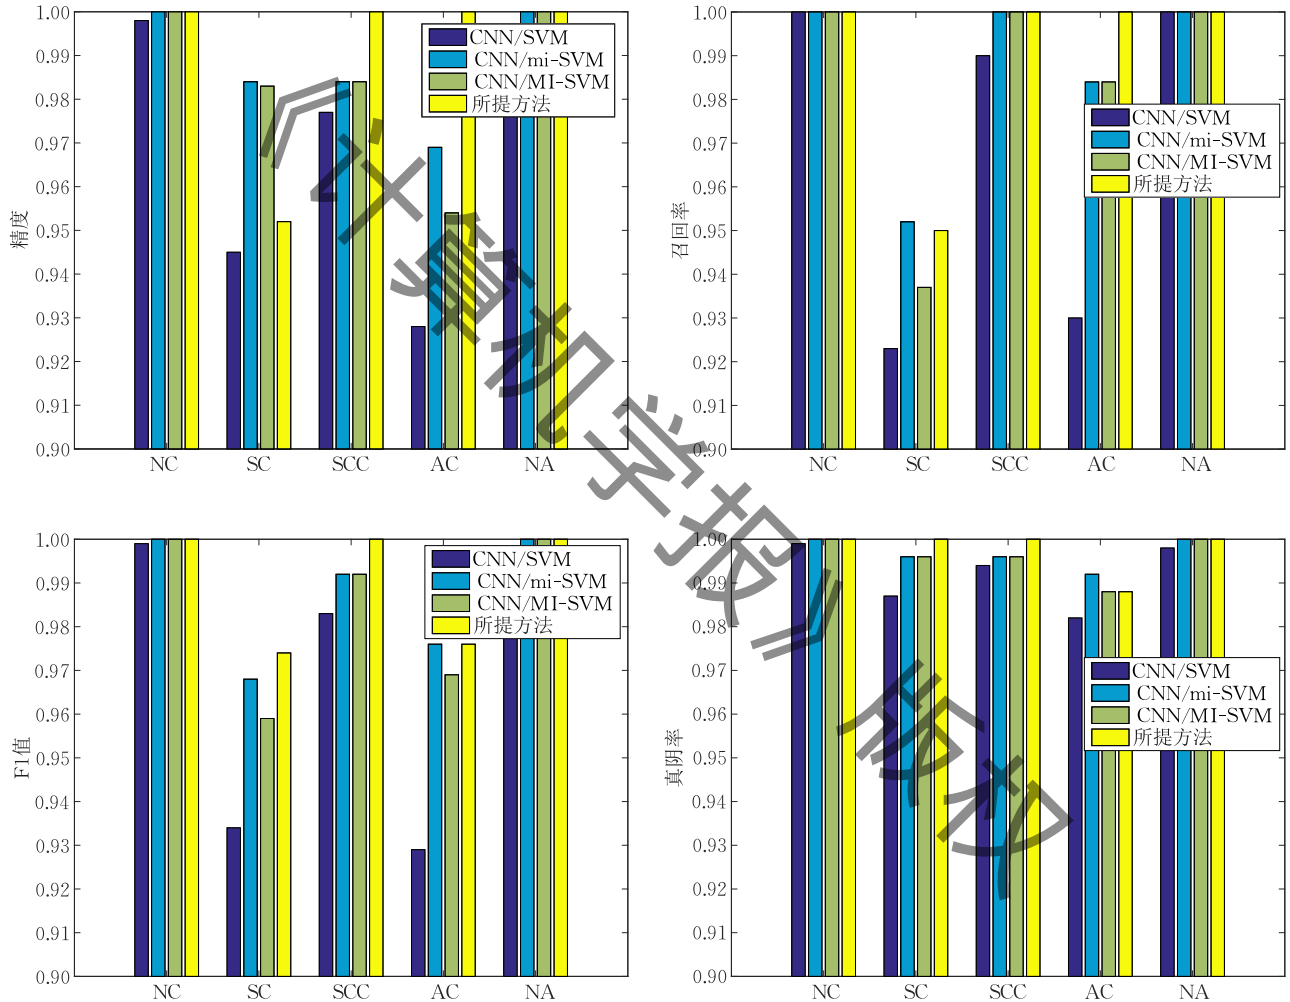 1.00
0.99
0.98
0.97
0.96
0.95
0.94
0.93
0.92
0.91
0.90
精度
NC SC SCC AC NA
CNN/SVM
CNN/mi-SVM
CNN/MI-SVM
所提方法
1.00
0.99
0.98
0.97
0.96
0.95
0.94
0.93
0.92
0.91
0.90
召回率
NC SC SCC AC NA
CNN/SVM
CNN/mi-SVM
CNN/MI-SVM
所提方法
1.00
0.99
0.98
0.97
0.96
0.95
0.94
0.93
0.92
0.91
0.90
F1值
NC SC SCC AC NA
CNN/SVM
CNN/mi-SVM
CNN/MI-SVM
所提方法
1.00
0.99
0.98
0.97
0.96
0.95
0.94
0.93
0.92
0.91
0.90
真阴率
NC SC SCC AC NA
CNN/SVM
CNN/mi-SVM
CNN/MI-SVM
所提方法
《计算机学报》版权